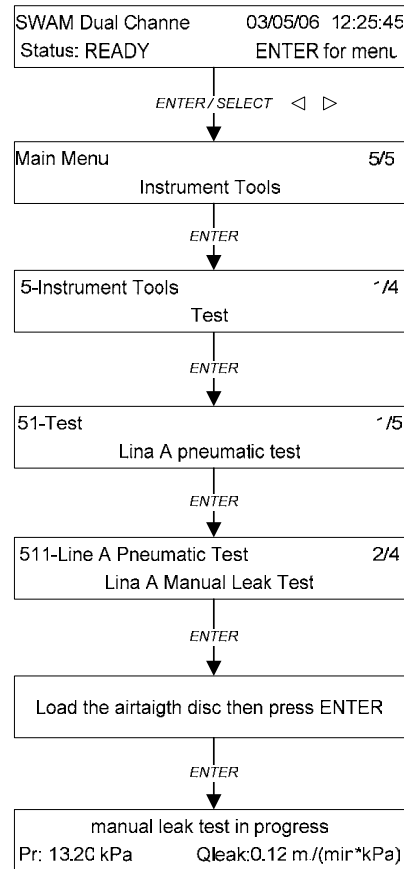 SWAM Dual Channe 03/05/06 12:25:45
Status: READY ENTER for menu
ENTER/SELECT ◁ ▷
Main Menu 5/5
Instrument Tools
ENTER
5-Instrument Tools 1/4
Test
ENTER
51-Test 1/5
Lina A pneumatic test
ENTER
511-Line A Pneumatic Test 2/4
Lina A Manual Leak Test
ENTER
Load the airtaigth disc then press ENTER
ENTER
manual leak test in progress
Pr: 13.20 kPa Qleak:0.12 m./(min*kPa)